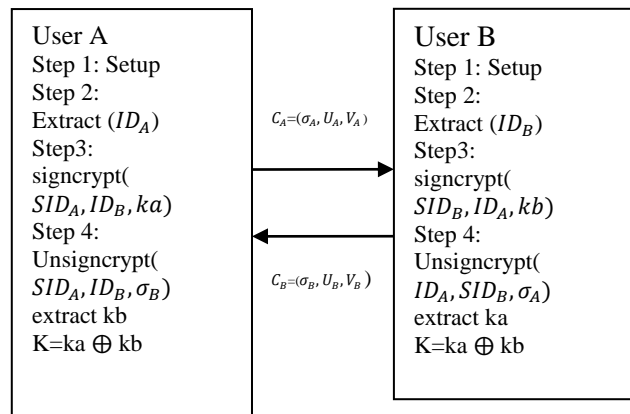 User A
Step 1: Setup
Step 2:
Extract (𝐼𝐷_𝐴)
Step3:
signcrypt(
𝑆𝐼𝐷_𝐴, 𝐼𝐷_𝐵, 𝑘𝑎)
Step 4:
Unsigncrypt(
𝑆𝐼𝐷_𝐴, 𝐼𝐷_𝐵, 𝜎_𝐵)
extract kb
K=ka ⊕ kb
𝐶_𝐴=(𝜎_𝐴, 𝑈_𝐴, 𝑉_𝐴)
𝐶_𝐵=(𝜎_𝐵, 𝑈_𝐵, 𝑉_𝐵)
User B
Step 1: Setup
Step 2:
Extract (𝐼𝐷_𝐵)
Step3:
signcrypt(
𝑆𝐼𝐷_𝐵, 𝐼𝐷_𝐴, 𝑘𝑏)
Step 4:
Unsigncrypt(
𝐼𝐷_𝐴, 𝑆𝐼𝐷_𝐵, 𝜎_𝐴)
extract ka
K=ka ⊕ kb